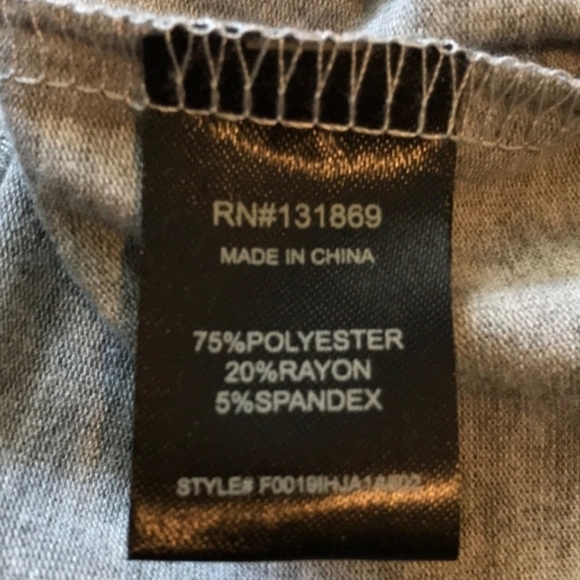 RN#131869
MADE IN CHINA
75%POLYESTER
20%RAYON
5%SPANDEX
STYLE#